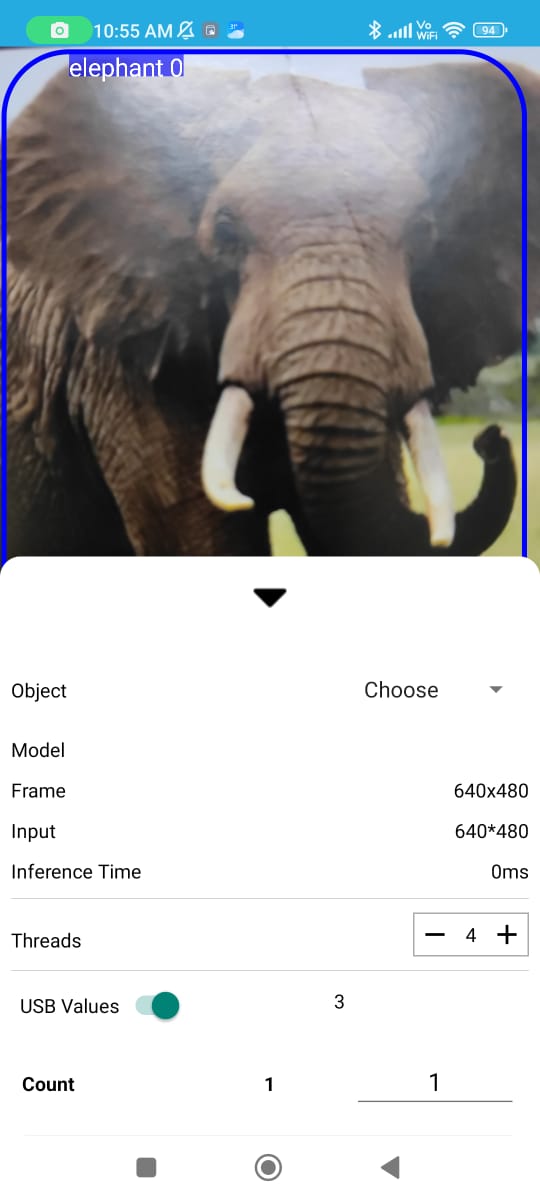 10:55 AM 3° Vo WiFi 94
elephant 0
Object Choose
Model
Frame 640x480
Input 640*480
Inference Time 0ms
Threads 4
USB Values 3
Count 1 1